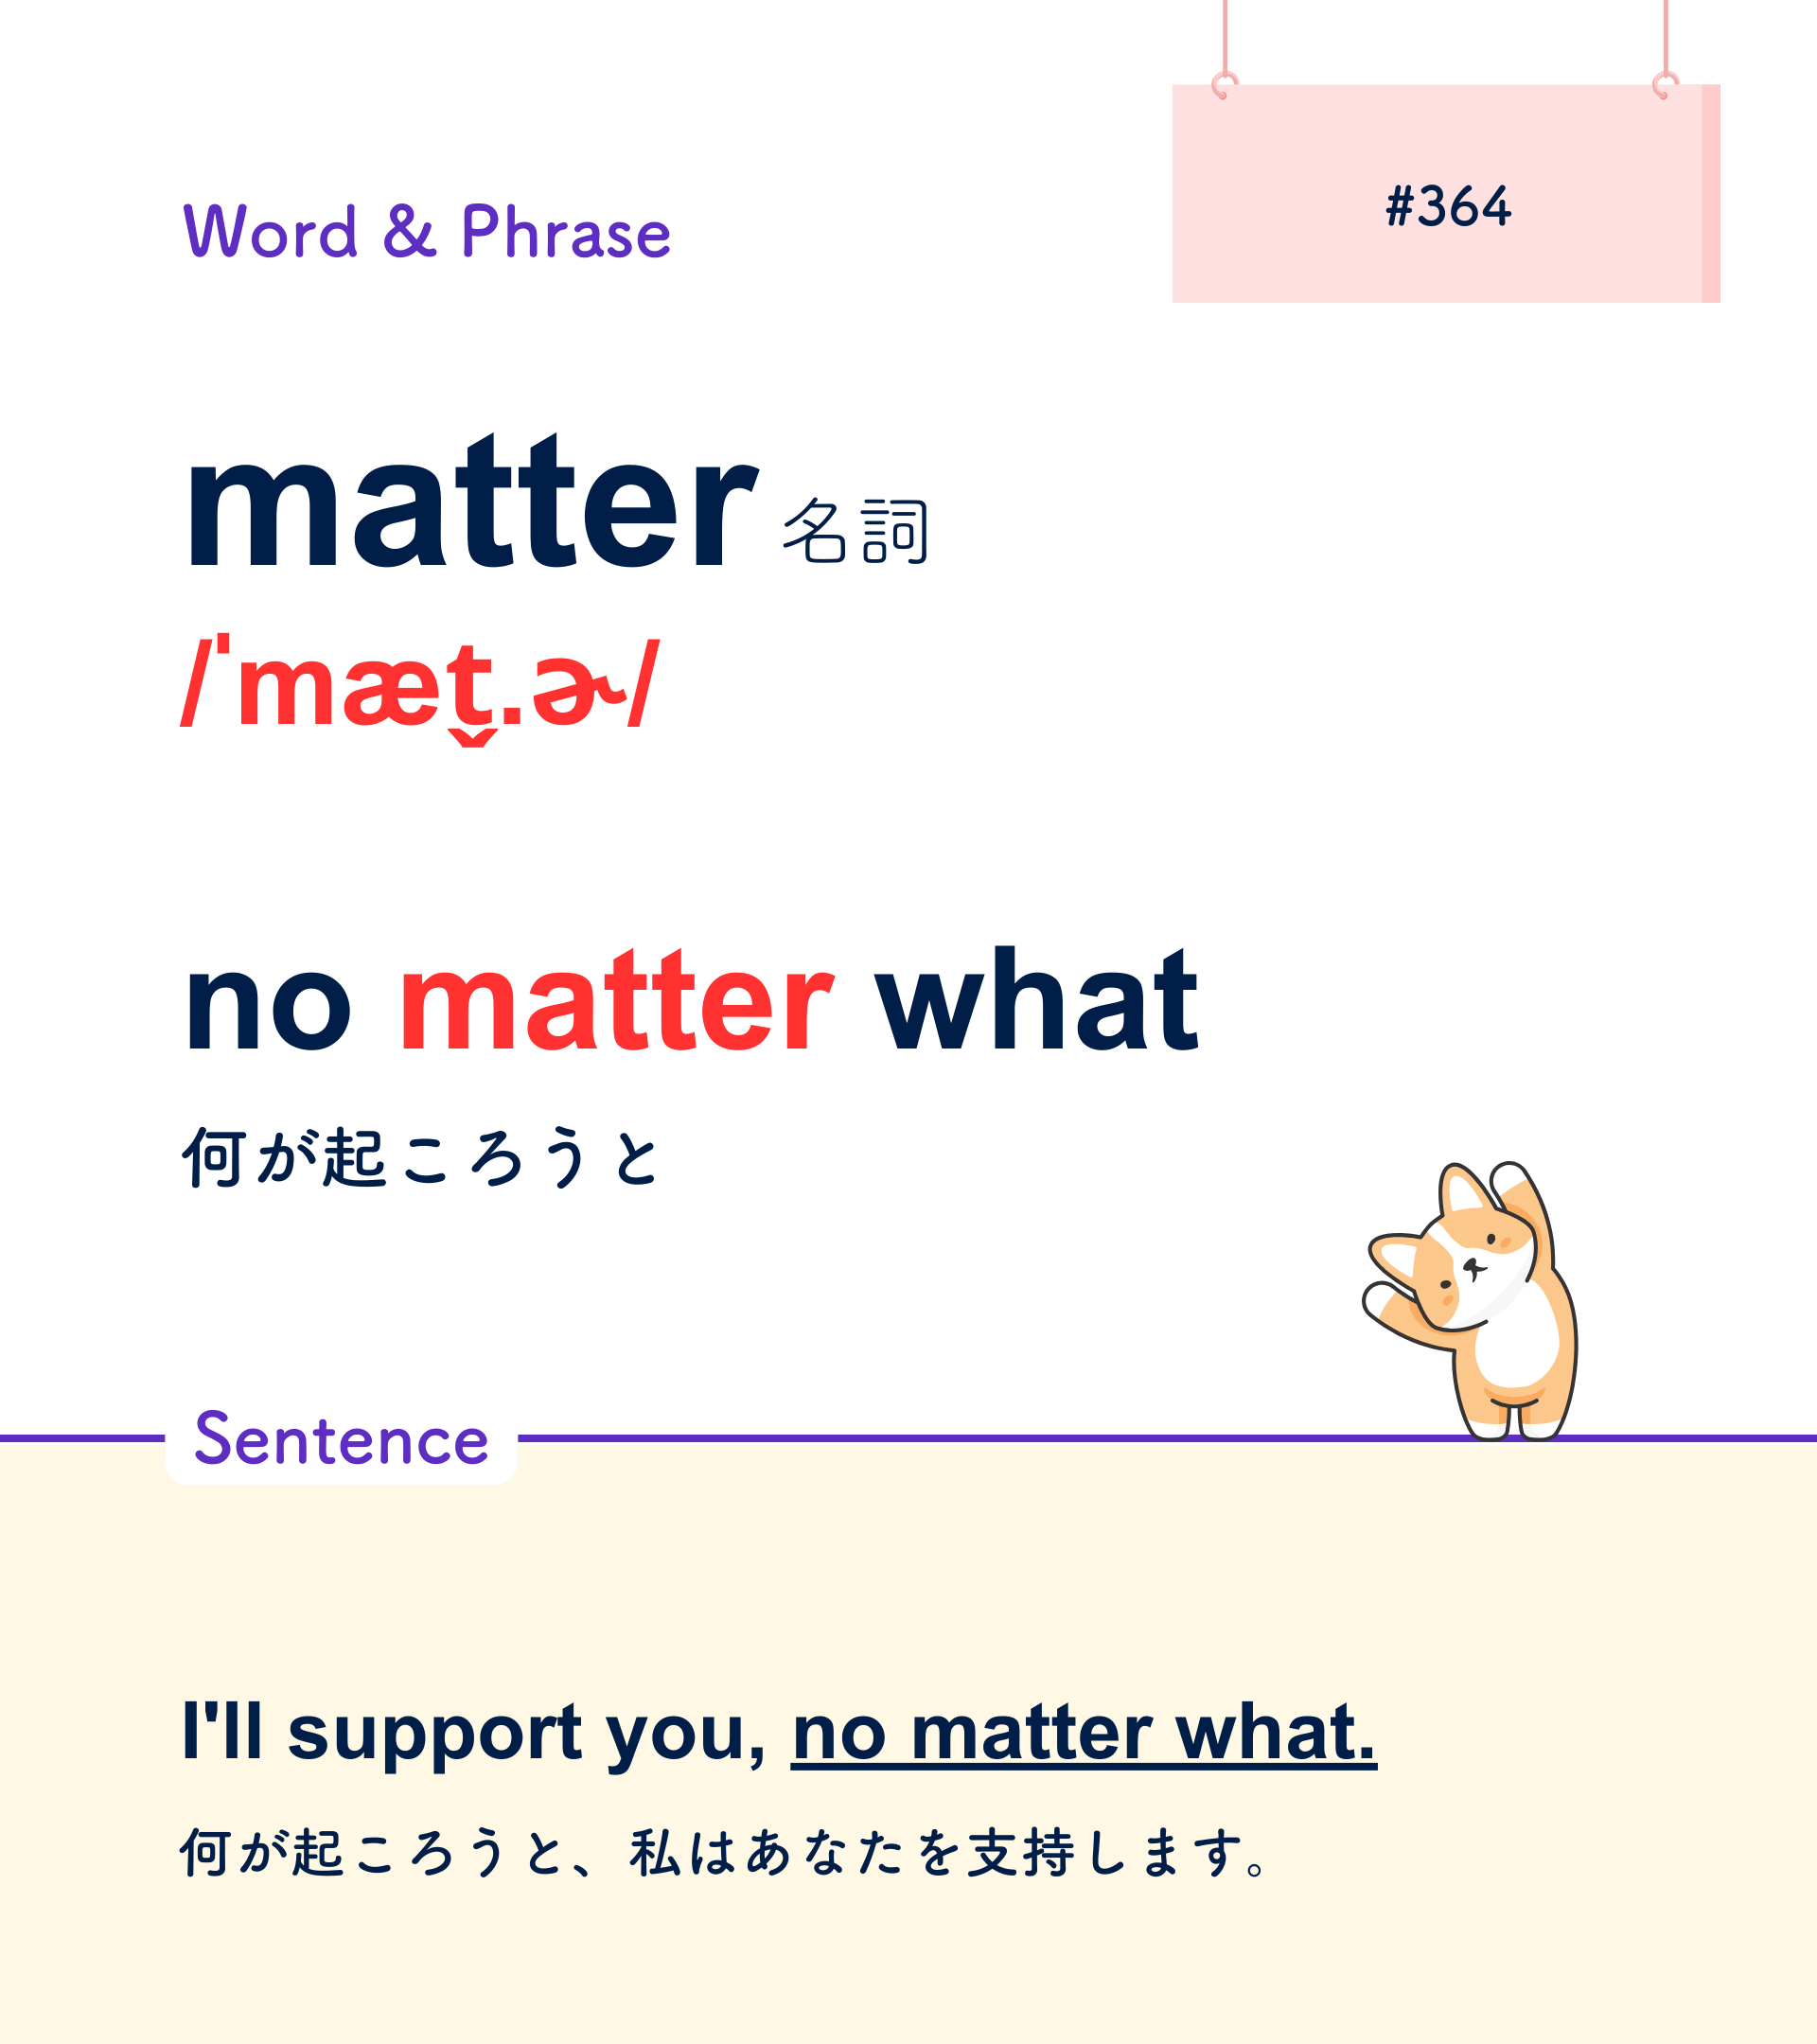 #364
Word & Phrase
matter 名詞
/ˈmæt̬.ɚ/
no matter what
何が起ころうと
Sentence
I'll support you, no matter what.
何が起ころうと、私はあなたを支持します。